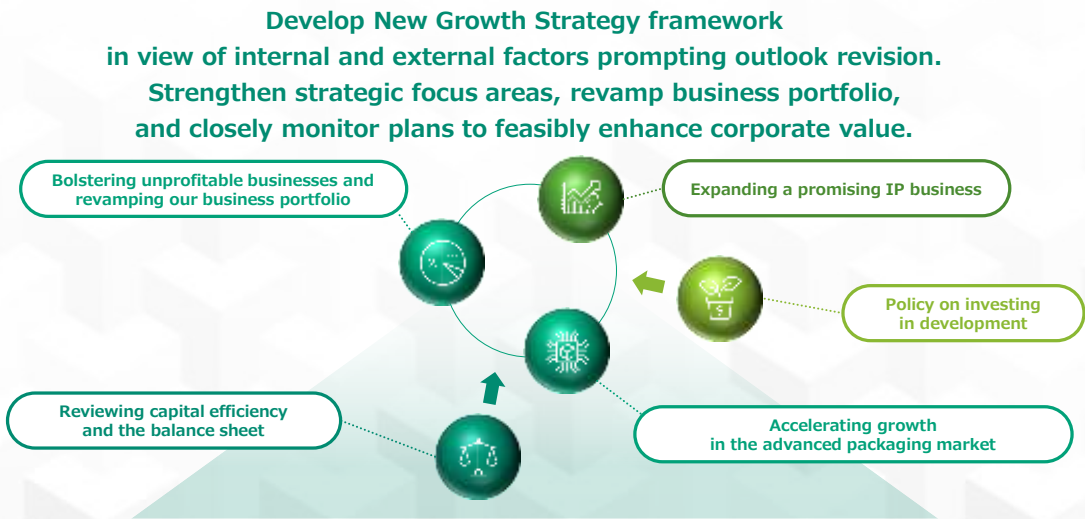 Develop New Growth Strategy framework
in view of internal and external factors prompting outlook revision.
Strengthen strategic focus areas, revamp business portfolio,
and closely monitor plans to feasibly enhance corporate value.
Bolstering unprofitable businesses and
revamping our business portfolio
Expanding a promising IP business
Policy on investing
in development
Reviewing capital efficiency
and the balance sheet
Accelerating growth
in the advanced packaging market